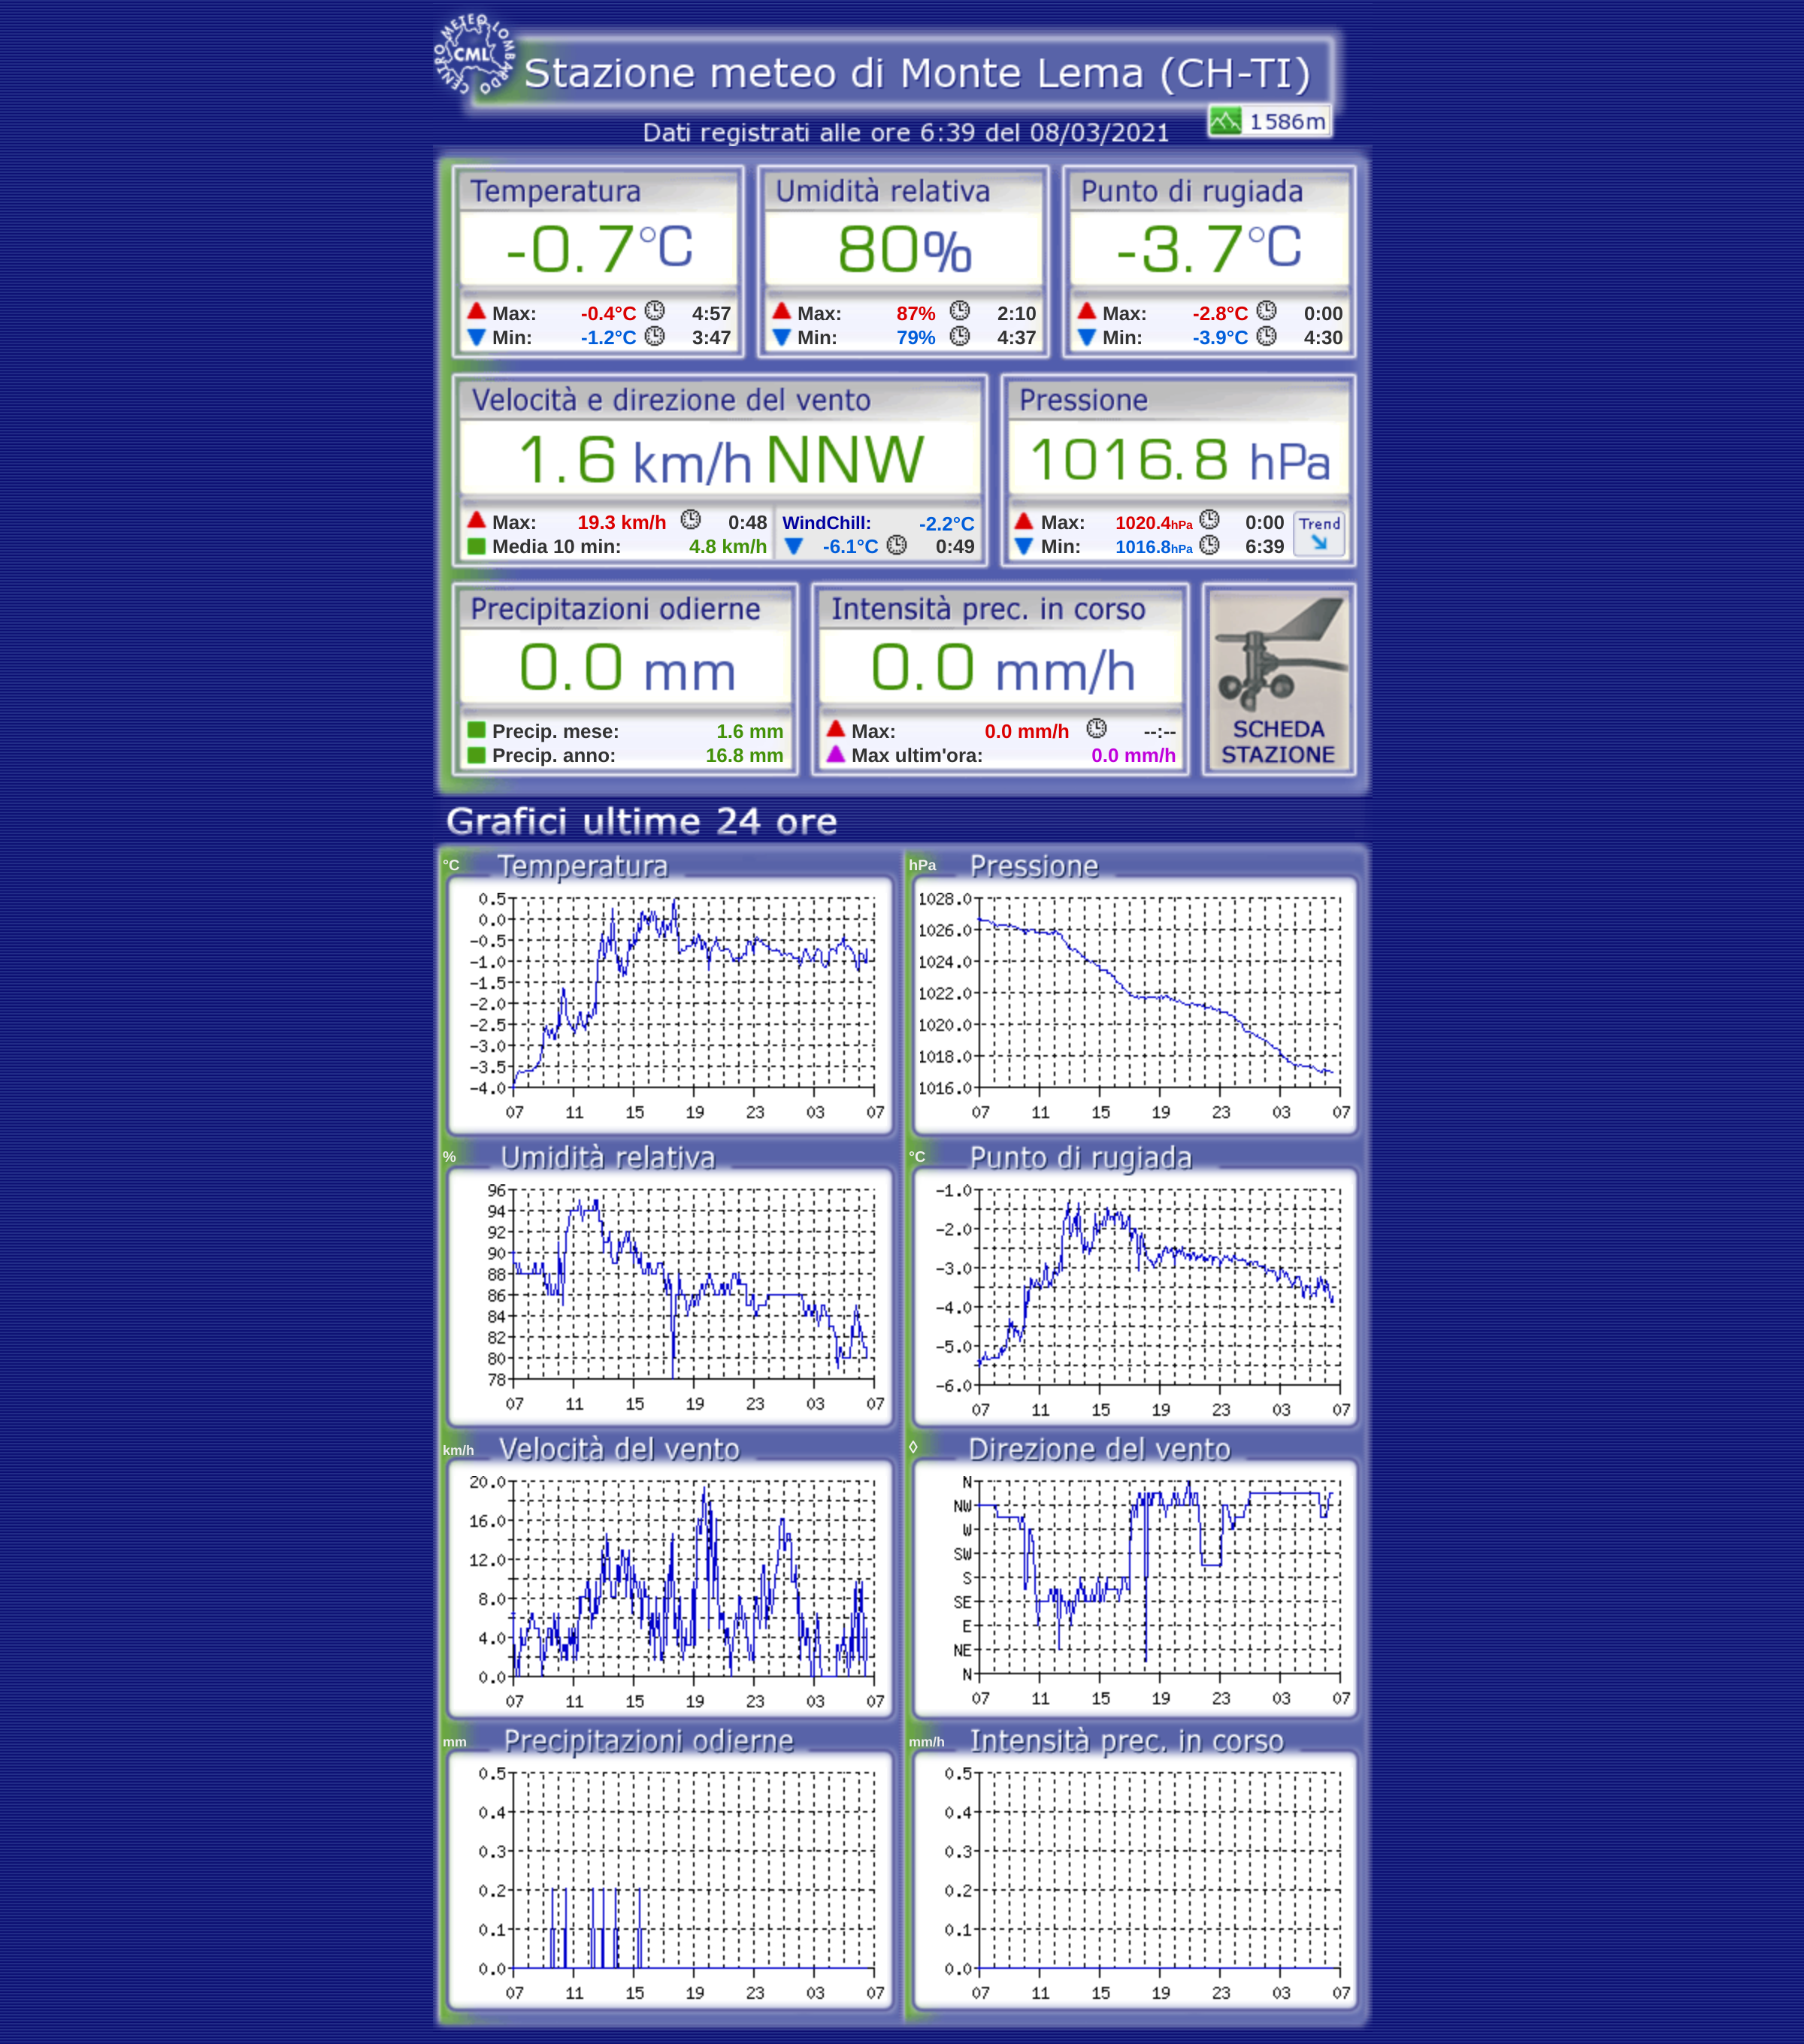 CENTRO METEO LOMBARDO
CML
Stazione meteo di Monte Lema (CH-TI)
1586m
Dati registrati alle ore 6:39 del 08/03/2021
Temperatura
-0.7°C
Max: -0.4°C 4:57
Min: -1.2°C 3:47
Umidità relativa
80%
Max: 87% 2:10
Min: 79% 4:37
Punto di rugiada
-3.7°C
Max: -2.8°C 0:00
Min: -3.9°C 4:30
Velocità e direzione del vento
1.6 km/h NNW
Max: 19.3 km/h 0:48
Media 10 min: 4.8 km/h
WindChill: -2.2°C
-6.1°C 0:49
Pressione
1016.8 hPa
Max: 1020.4hPa 0:00
Min: 1016.8hPa 6:39
Trend
Precipitazioni odierne
0.0 mm
Precip. mese: 1.6 mm
Precip. anno: 16.8 mm
Intensità prec. in corso
0.0 mm/h
Max: 0.0 mm/h --:--
Max ultim'ora: 0.0 mm/h
SCHEDA
STAZIONE
Grafici ultime 24 ore
°C Temperatura
0.5
0.0
-0.5
-1.0
-1.5
-2.0
-2.5
-3.0
-3.5
-4.0
07 11 15 19 23 03 07
hPa Pressione
1028.0
1026.0
1024.0
1022.0
1020.0
1018.0
1016.0
07 11 15 19 23 03 07
% Umidità relativa
96
94
92
90
88
86
84
82
80
78
07 11 15 19 23 03 07
°C Punto di rugiada
-1.0
-2.0
-3.0
-4.0
-5.0
-6.0
07 11 15 19 23 03 07
km/h Velocità del vento
20.0
16.0
12.0
8.0
4.0
0.0
07 11 15 19 23 03 07
◊ Direzione del vento
N
NW
W
SW
S
SE
E
NE
N
07 11 15 19 23 03 07
mm Precipitazioni odierne
0.5
0.4
0.3
0.2
0.1
0.0
07 11 15 19 23 03 07
mm/h Intensità prec. in corso
0.5
0.4
0.3
0.2
0.1
0.0
07 11 15 19 23 03 07